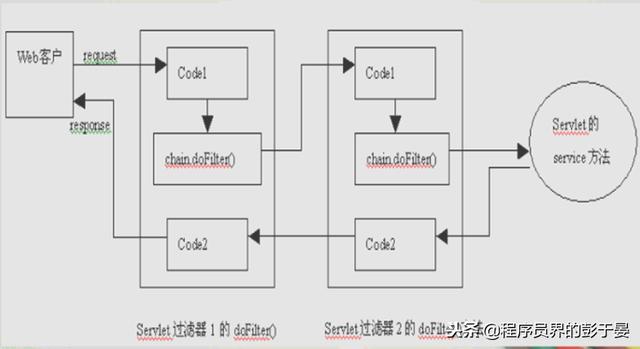 Web客户
request
response
Code1
chain.doFilter()
Code2
Servlet 过滤器 1 的 doFilter()
Code1
chain.doFilter()
Code2
Servlet 过滤器 2 的 doFilter
Servlet 的
service 方法
头条@程序员界的彭于晏